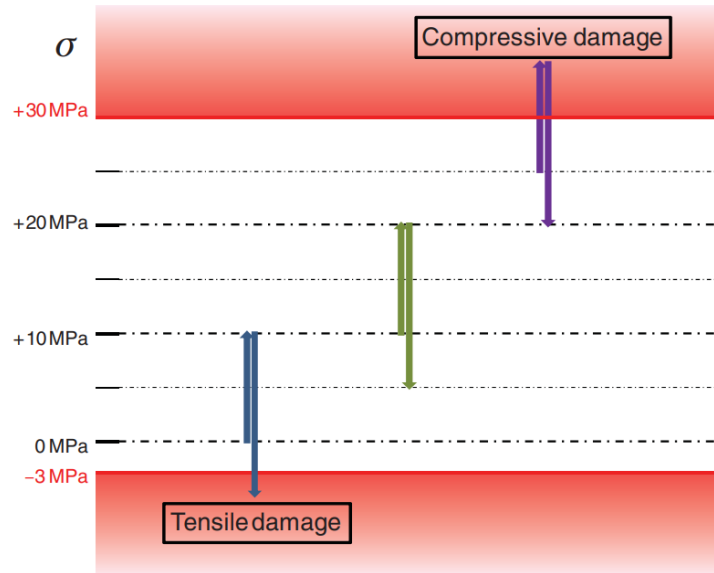 σ
Compressive damage
+30 MPa
+20 MPa
+10 MPa
0 MPa
−3 MPa
Tensile damage